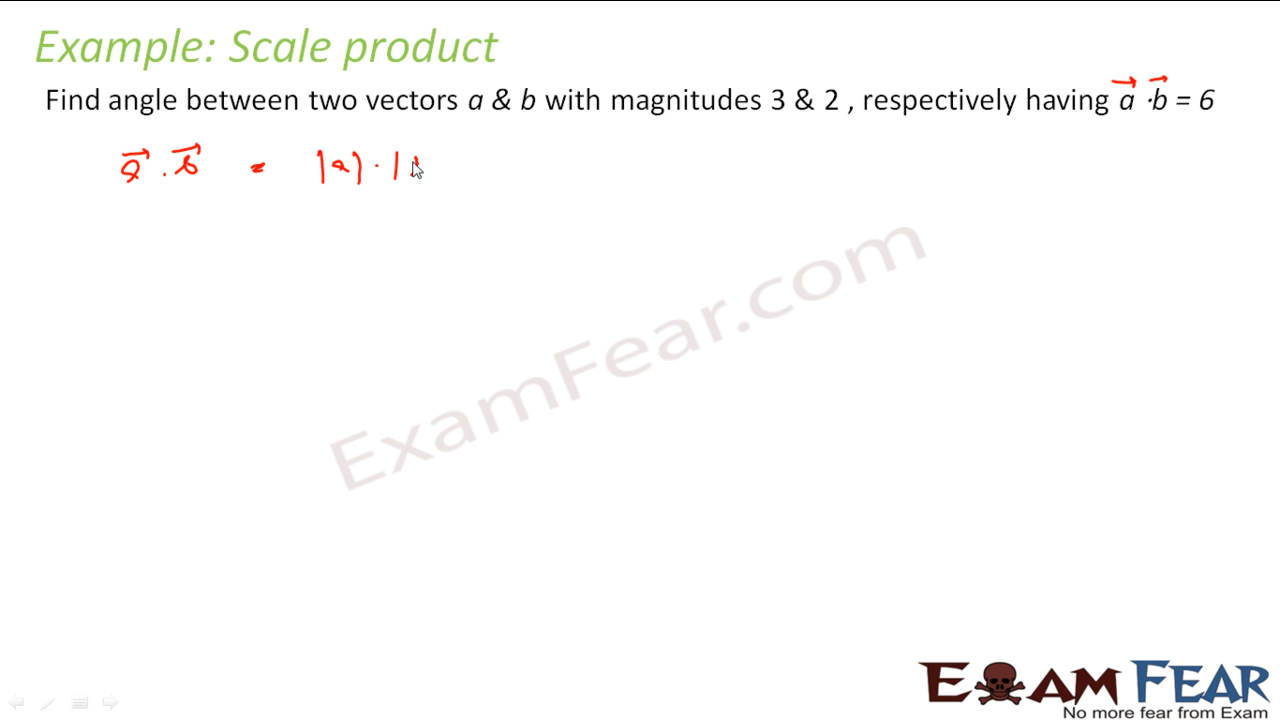 Example: Scale product
Find angle between two vectors a & b with magnitudes 3 & 2 , respectively having a⃗ ·b⃗ = 6
a⃗ . b⃗ = |a| · |
ExamFear.com
EXAM FEAR
No more fear from Exam